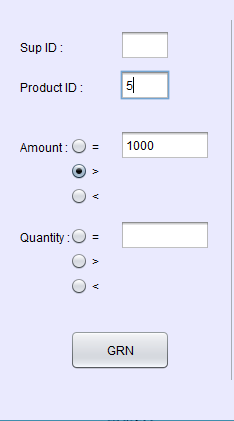 Sup ID :
Product ID : 5
Amount : = 1000
>
<
Quantity : =
>
<
GRN